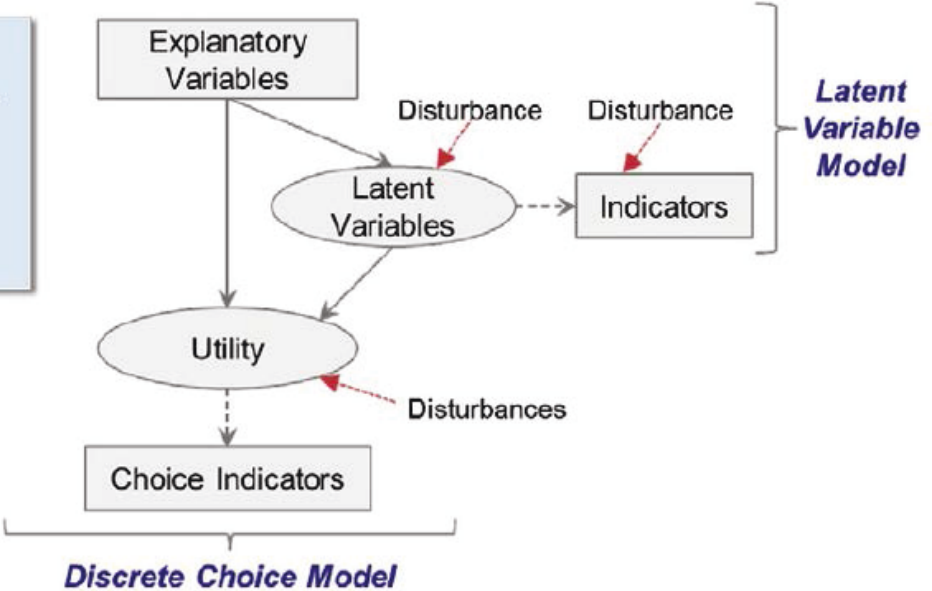 Explanatory
Variables
Disturbance
Disturbance
Latent
Variable
Model
Latent
Variables
Indicators
Utility
Disturbances
Choice Indicators
Discrete Choice Model